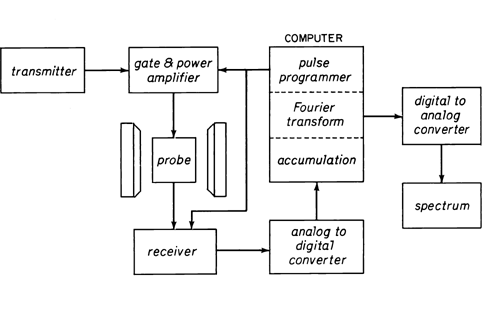 COMPUTER
transmitter
gate & power
amplifier
pulse
programmer
Fourier
transform
accumulation
digital to
analog
converter
probe
spectrum
receiver
analog to
digital
converter